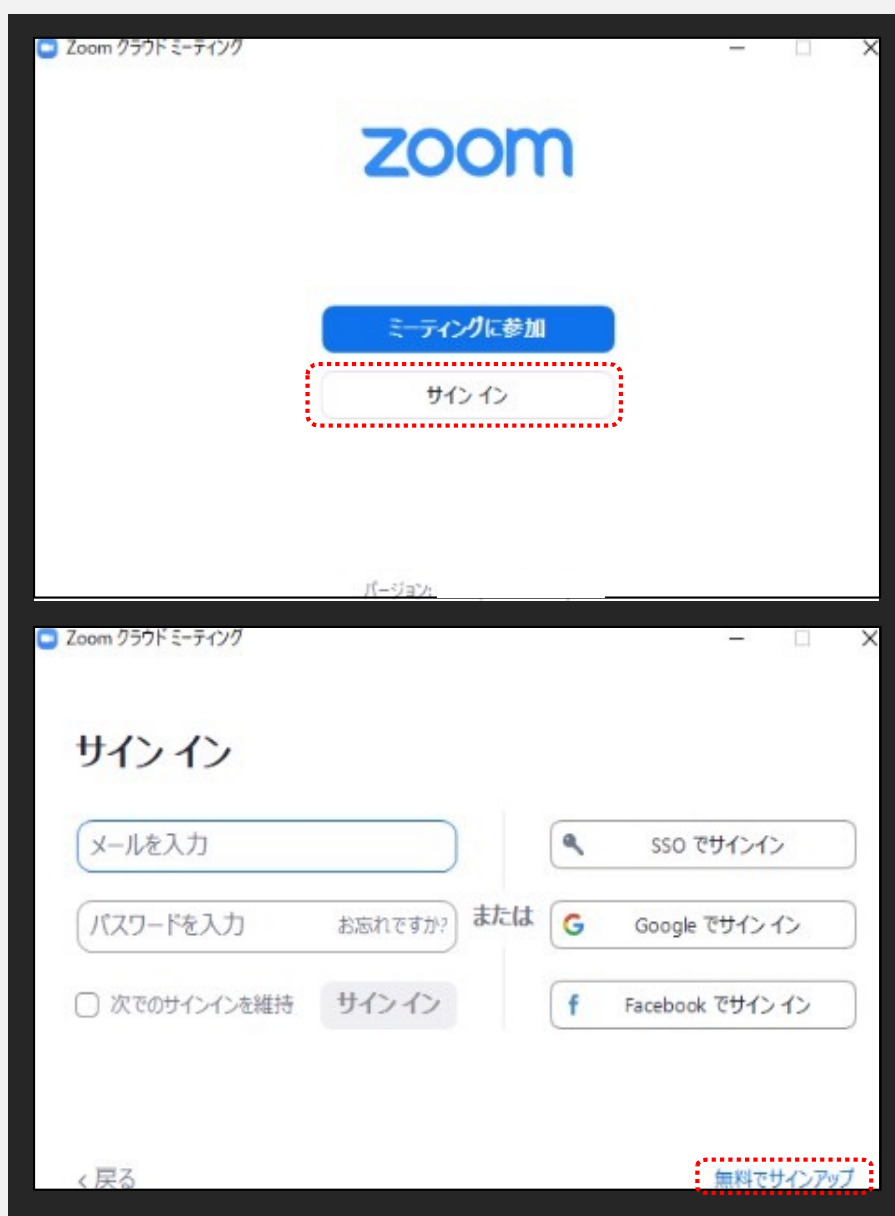 Zoom クラウド ミーティング
zoom
ミーティングに参加
サイン イン
バージョン:
Zoom クラウド ミーティング
サイン イン
メールを入力
SSO でサインイン
パスワードを入力 お忘れですか?
または
Google でサイン イン
次でのサインインを維持 サイン イン
f Facebook でサイン イン
< 戻る
無料でサインアップ